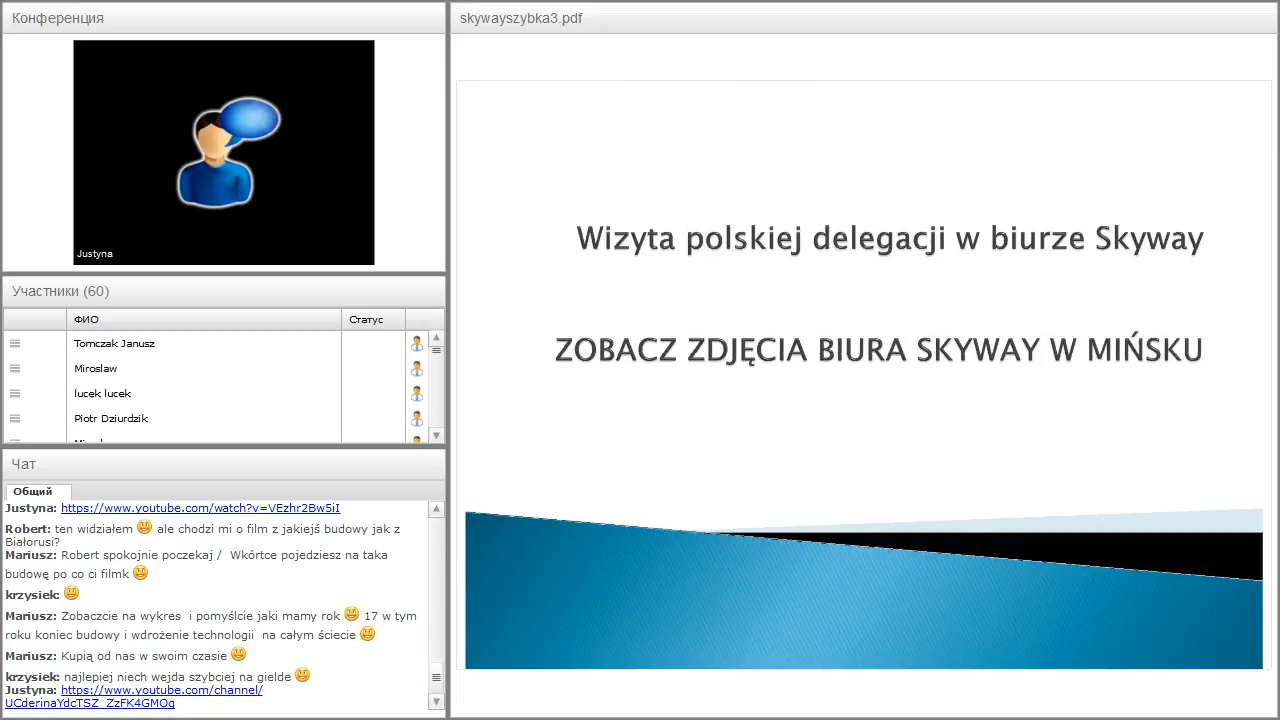 Конференция
Justyna
Участники (60)
ФИО
Статус
Tomczak Janusz
Miroslaw
lucek lucek
Piotr Dziurdzik
Чат
Общий
Justyna: https://www.youtube.com/watch?v=VEzhr2Bw5iI
Robert: ten widziałem ale chodzi mi o film z jakiejś budowy jak z
Białorusi?
Mariusz: Robert spokojnie poczekaj / Wkórtce pojedziesz na taka
budowę po co ci filmk
krzysiek:
Mariusz: Zobaczcie na wykres i pomyślcie jaki mamy rok 17 w tym
roku koniec budowy i wdrożenie technologii na całym ściecie
Mariusz: Kupią od nas w swoim czasie
krzysiek: najlepiej niech wejda szybciej na gielde
Justyna: https://www.youtube.com/channel/
UCderinaYdcTSZ_ZzFK4GMOg
skywayszybka3.pdf
Wizyta polskiej delegacji w biurze Skyway
ZOBACZ ZDJĘCIA BIURA SKYWAY W MIŃSKU